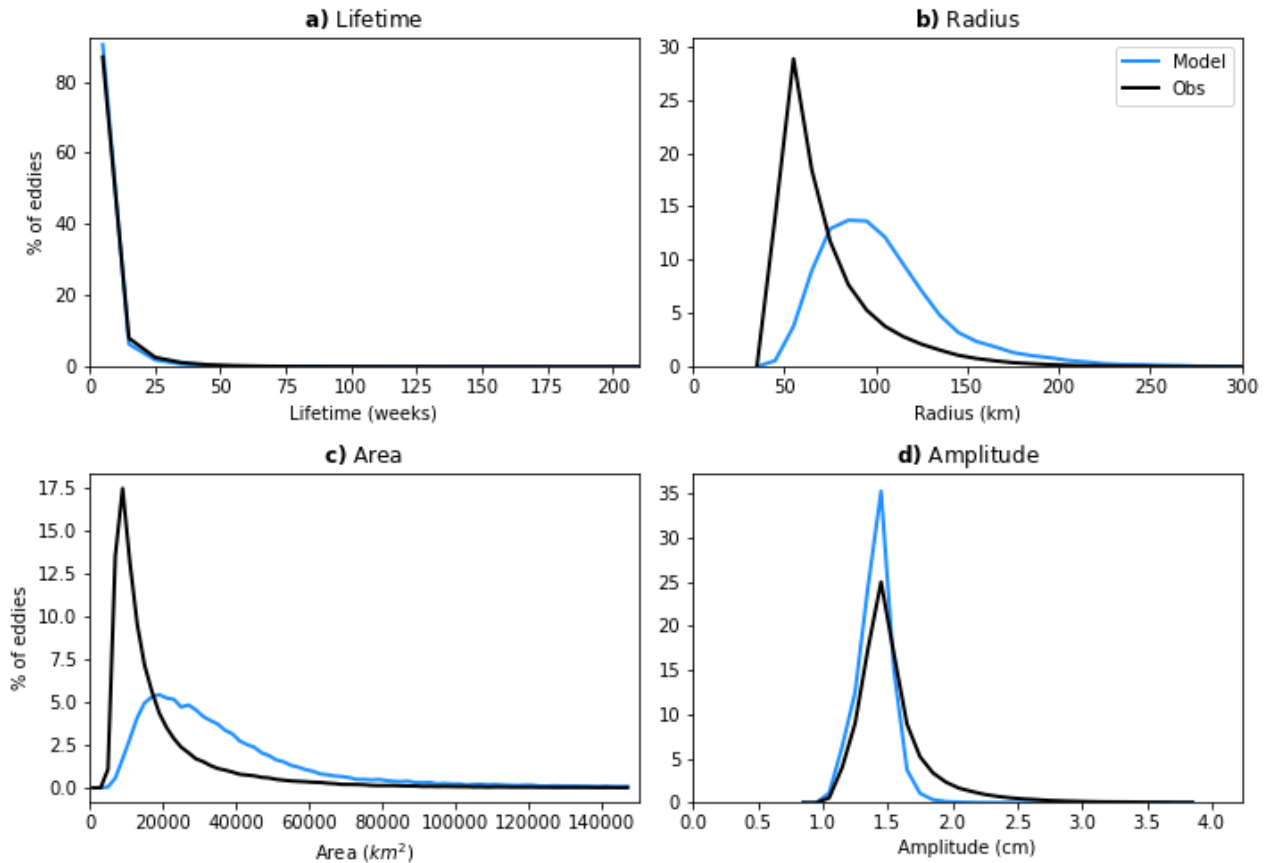 a) Lifetime
% of eddies
80
60
40
20
0
0 25 50 75 100 125 150 175 200
Lifetime (weeks)
b) Radius
Model
Obs
30
25
20
15
10
5
0
0 50 100 150 200 250 300
Radius (km)
c) Area
% of eddies
17.5
15.0
12.5
10.0
7.5
5.0
2.5
0.0
0 20000 40000 60000 80000 100000 120000 140000
Area (km²)
d) Amplitude
35
30
25
20
15
10
5
0
0.0 0.5 1.0 1.5 2.0 2.5 3.0 3.5 4.0
Amplitude (cm)